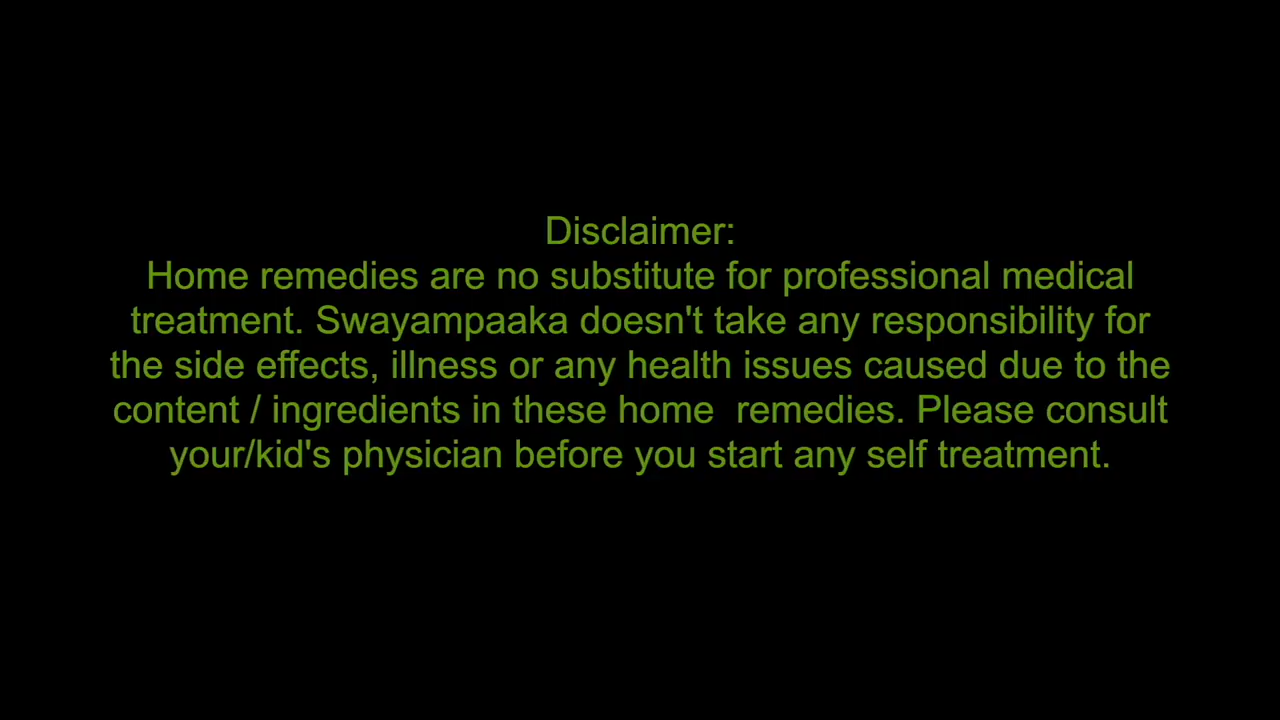 Disclaimer:
Home remedies are no substitute for professional medical
treatment. Swayampaaka doesn't take any responsibility for
the side effects, illness or any health issues caused due to the
content / ingredients in these home  remedies. Please consult
your/kid's physician before you start any self treatment.